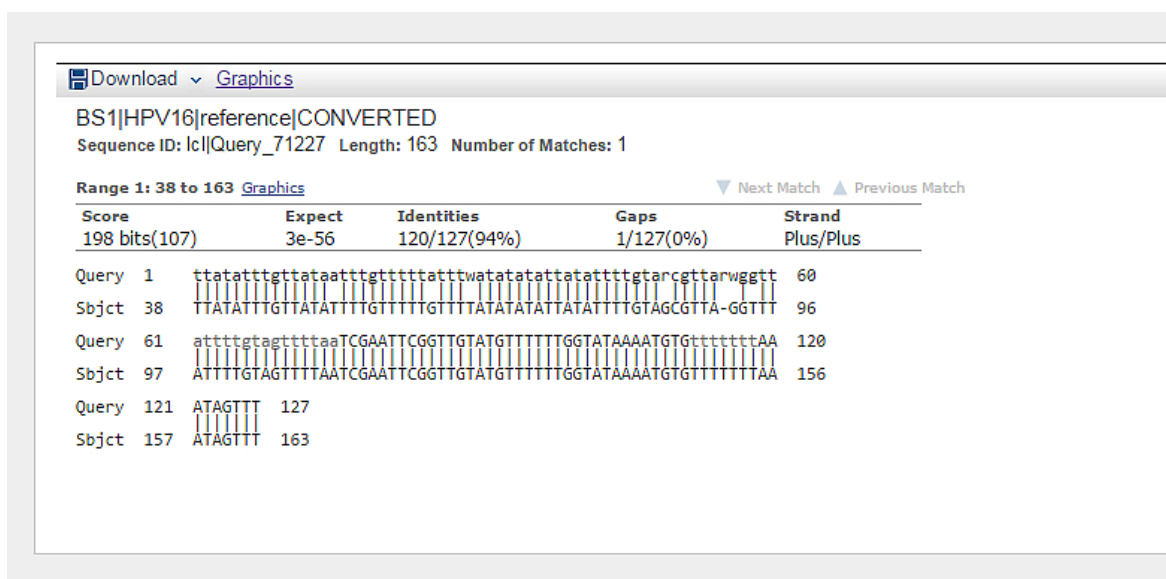 Download Graphics
BS1|HPV16|reference|CONVERTED
Sequence ID: lcl|Query_71227 Length: 163 Number of Matches: 1
Range 1: 38 to 163 Graphics Next Match Previous Match
Score Expect Identities Gaps Strand
198 bits(107) 3e-56 120/127(94%) 1/127(0%) Plus/Plus
Query 1 ttatatttgttataatttgtttttatttwatatatattatattttgtarcgttarwggtt 60
Sbjct 38 TTATATTTGTTATATTTTGTTTTTGTTTTATATATATTATATTTTGTAGCGTTA-GGTTT 96
Query 61 attttgtagttttaaTCGAATTCGGTTGTATGTTTTTTGGTATAAAATGTGtttttttAA 120
Sbjct 97 ATTTTGTAGTTTTAATCGAATTCGGTTGTATGTTTTTTGGTATAAAATGTGTTTTTTTAA 156
Query 121 ATAGTTT 127
Sbjct 157 ATAGTTT 163